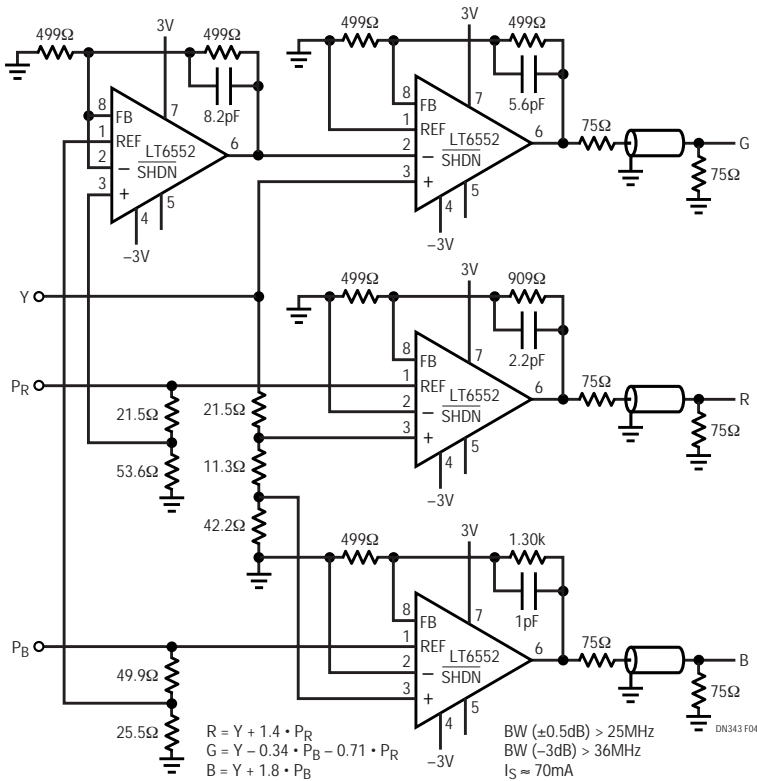 499Ω
3V
499Ω
8.2pF
8
FB
7
1
REF
LT6552
6
2
−
SHDN
3
+
5
4
−3V
499Ω
3V
499Ω
5.6pF
8
FB
7
1
REF
LT6552
6
2
−
SHDN
3
+
5
4
−3V
75Ω
G
75Ω
Y
499Ω
3V
909Ω
2.2pF
8
FB
7
1
REF
LT6552
6
2
−
SHDN
3
+
5
4
−3V
75Ω
R
75Ω
PR
21.5Ω
53.6Ω
21.5Ω
11.3Ω
42.2Ω
499Ω
3V
1.30k
1pF
8
FB
7
1
REF
LT6552
6
2
−
SHDN
3
+
5
4
−3V
75Ω
B
75Ω
PB
49.9Ω
25.5Ω
R = Y + 1.4 • PR
G = Y − 0.34 • PB − 0.71 • PR
B = Y + 1.8 • PB
BW (±0.5dB) > 25MHz
BW (−3dB) > 36MHz
IS ≈ 70mA
DN343 F04